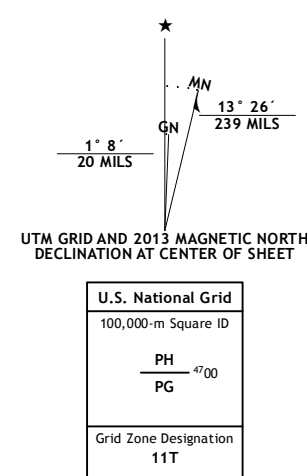 ★
MN
GN
13° 26´
239 MILS
1° 8´
20 MILS
UTM GRID AND 2013 MAGNETIC NORTH
DECLINATION AT CENTER OF SHEET
U.S. National Grid
100,000-m Square ID
PH
4700
PG
Grid Zone Designation
11T